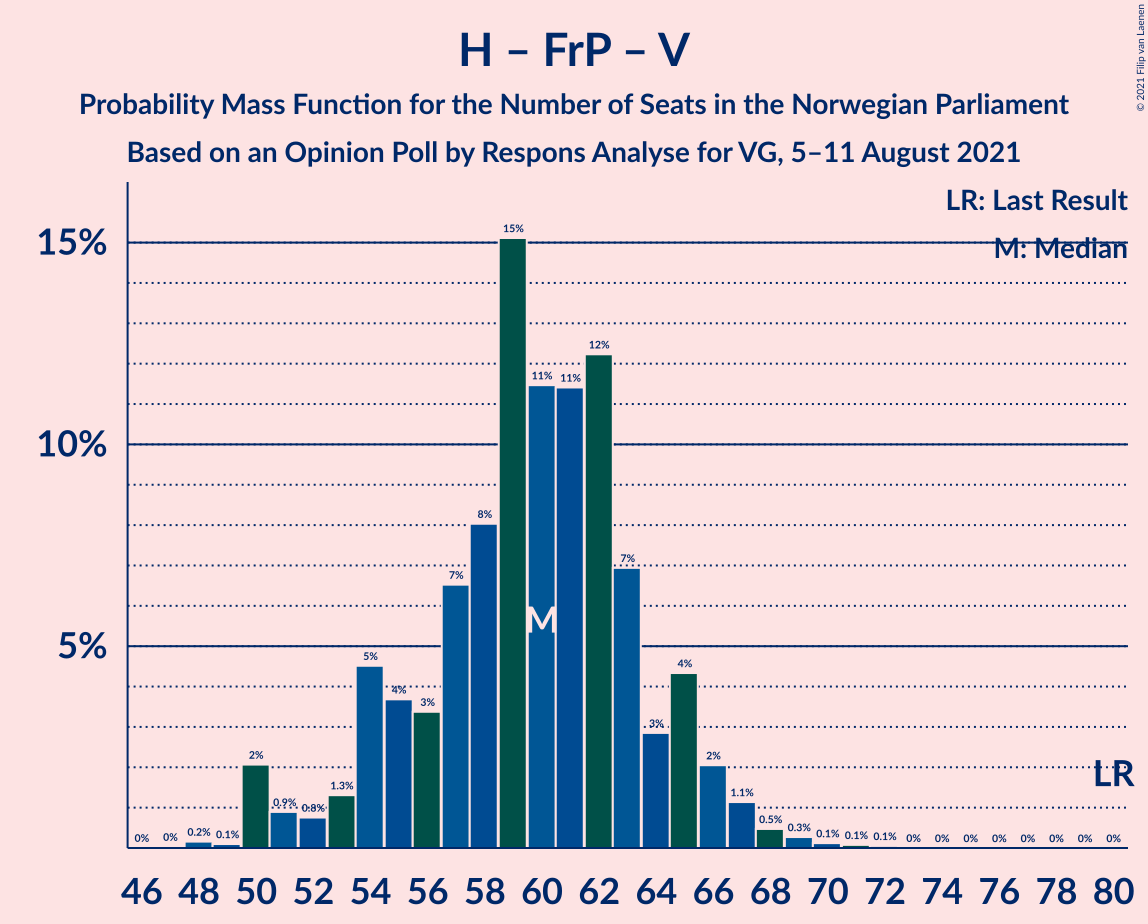 H – FrP – V
Probability Mass Function for the Number of Seats in the Norwegian Parliament
Based on an Opinion Poll by Respons Analyse for VG, 5–11 August 2021
© 2021 Filip van Laenen
LR: Last Result
M: Median
15%
10%
5%
0% 0% 0.2% 0.1% 2% 0.9% 0.8% 1.3% 5% 4% 3% 7% 8% 15% 11% 11% 12% 7% 3% 4% 2% 1.1% 0.5% 0.3% 0.1% 0.1% 0.1% 0% 0% 0% 0% 0% 0% 0% 0%
M
LR
46 48 50 52 54 56 58 60 62 64 66 68 70 72 74 76 78 80